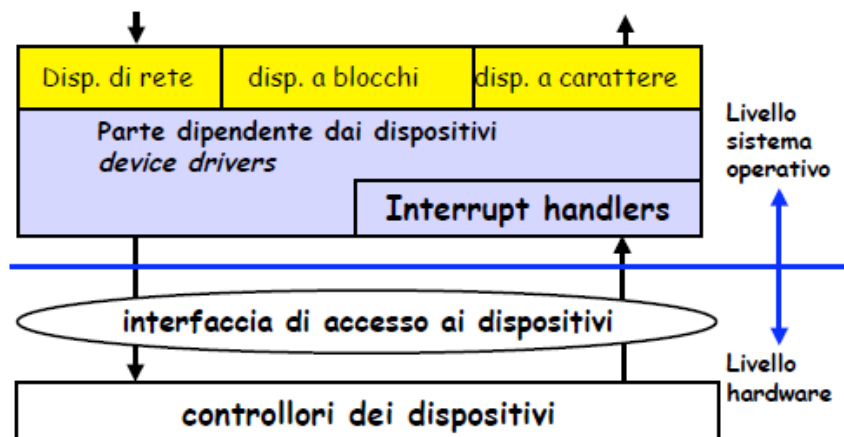 Disp. di rete
disp. a blocchi
disp. a carattere
Parte dipendente dai dispositivi
device drivers
Interrupt handlers
Livello
sistema
operativo
interfaccia di accesso ai dispositivi
Livello
hardware
controllori dei dispositivi